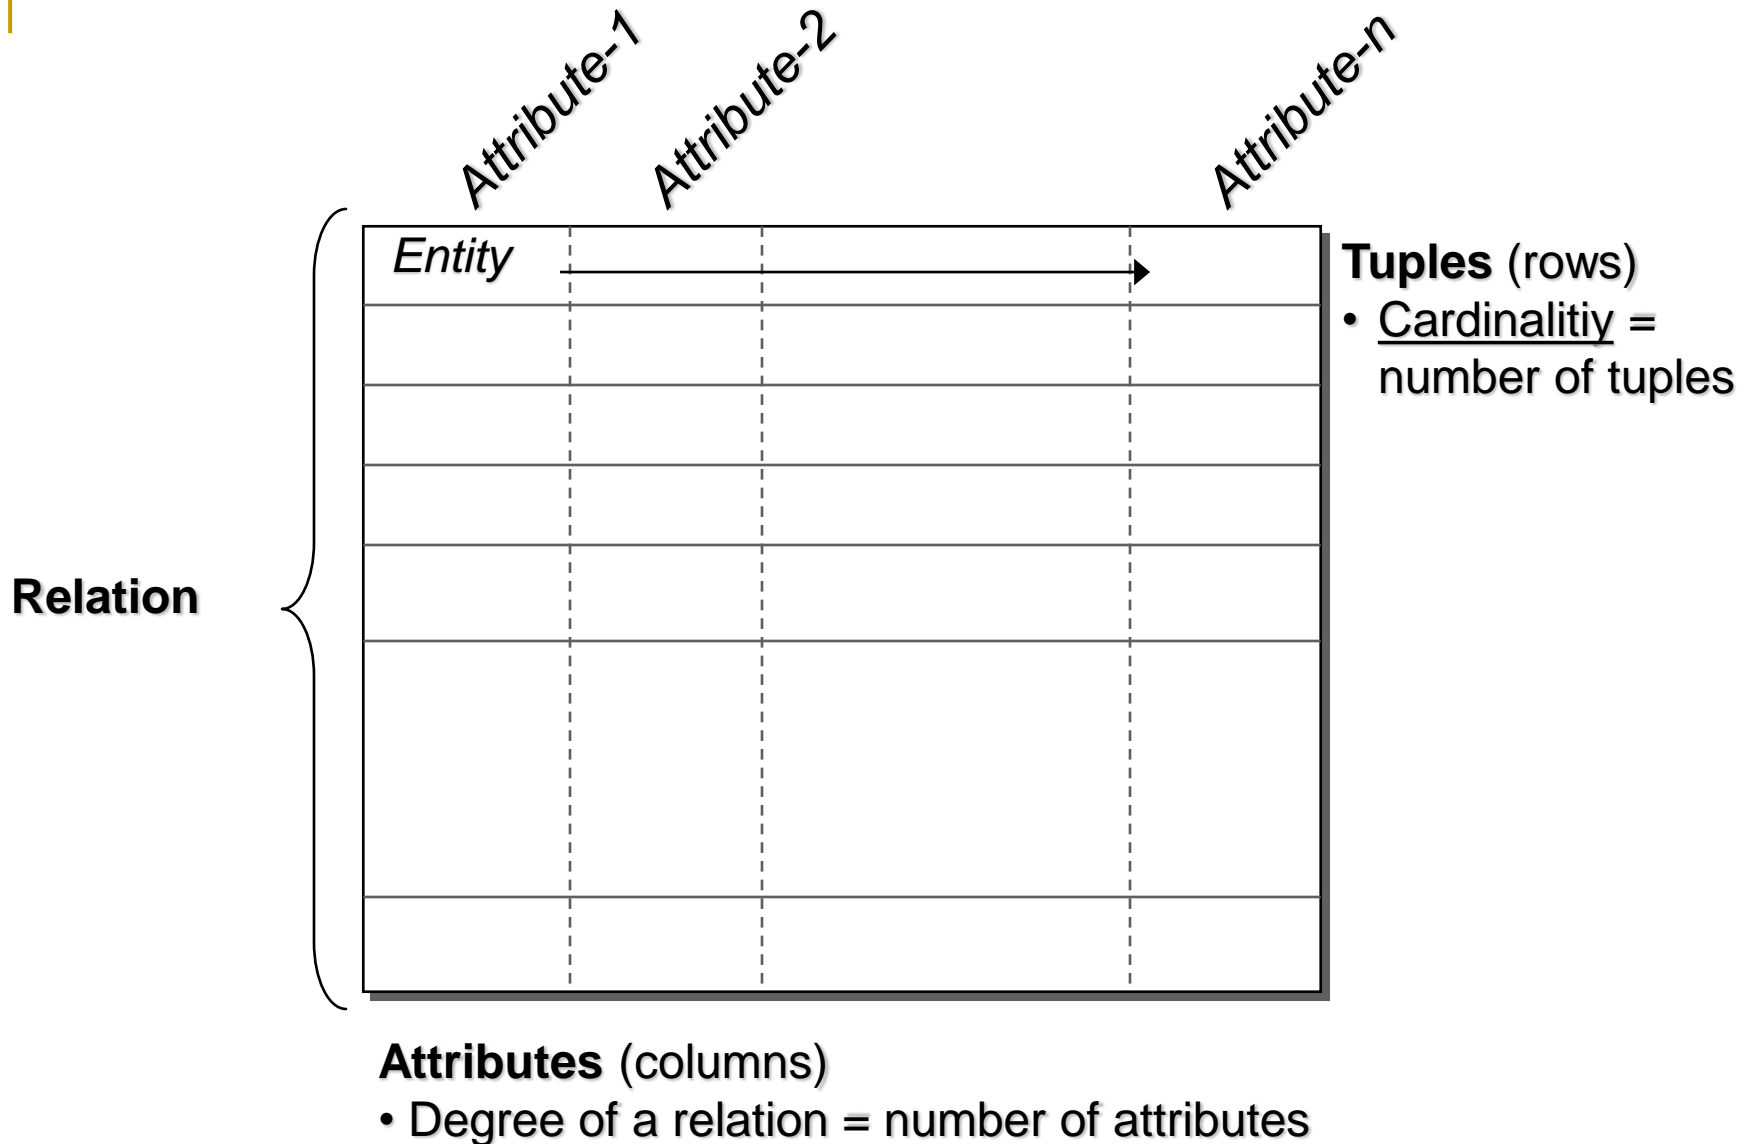 Attribute-1
Attribute-2
Attribute-n
Entity
Tuples (rows)
• Cardinalitiy =
number of tuples
Relation
Attributes (columns)
• Degree of a relation = number of attributes